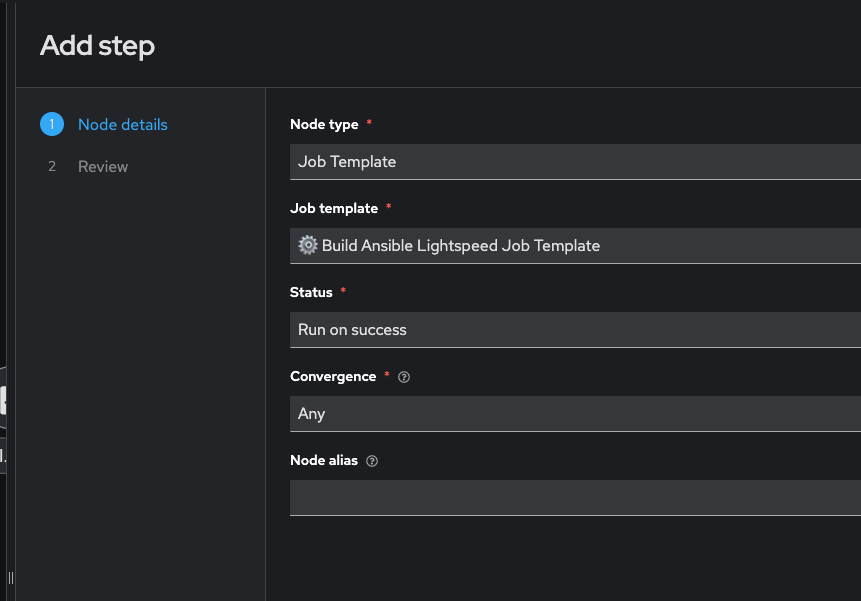 Add step
1 Node details
2 Review
Node type *
Job Template
Job template *
Build Ansible Lightspeed Job Template
Status *
Run on success
Convergence *
Any
Node alias